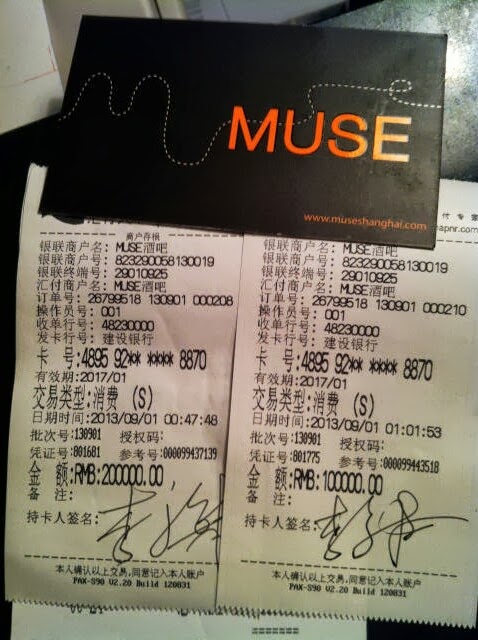 MUSE
www.museshanghai.com
商户存根
银联商户名: MUSE酒吧
银联商户号: 823290058130019
银联终端号: 29010925
汇付商户名: MUSE酒吧
订单号: 26799518 130901 000208
操作员号: 001
收单行号: 48230000
发卡行号: 建设银行
卡 号:4895 92** **** 8870
有效期:2017/01
交易类型:消费 (S)
日期时间:2013/09/01 00:47:48
批次号:130901 授权码:
凭证号:801681 参考号:000099437139
金 额:RMB:200000.00
备 注:
持卡人签名:
本人确认以上交易,同意记入本人账户
PAX-S90 V2.20 Build 120831
付 专 家
apnr.com
银联商户名: MUSE酒吧
银联商户号: 823290058130019
银联终端号: 29010925
汇付商户名: MUSE酒吧
订单号: 26799518 130901 000210
操作员号: 001
收单行号: 48230000
发卡行号: 建设银行
卡 号:4895 92** **** 8870
有效期:2017/01
交易类型:消费 (S)
日期时间:2013/09/01 01:01:53
批次号:130901 授权码:
凭证号:801775 参考号:000099443518
金 额:RMB:100000.00
备 注:
持卡人签名:
本人确认以上交易,同意记入本人账户
PAX-S90 V2.20 Build 120831